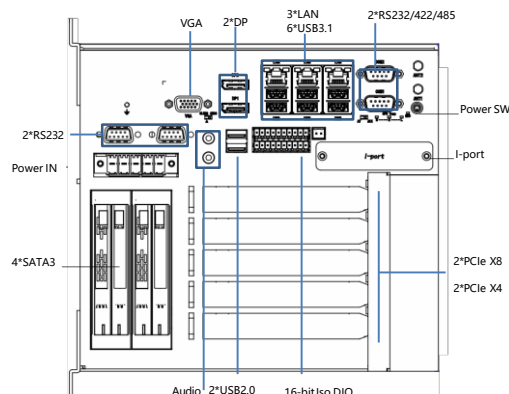 VGA
2*DP
3*LAN
6*USB3.1
2*RS232/422/485
Power SW
2*RS232
Power IN
i-port
I-port
4*SATA3
2*PCIe X8
2*PCIe X4
Audio
2*USB2.0
16-bit Iso DIO